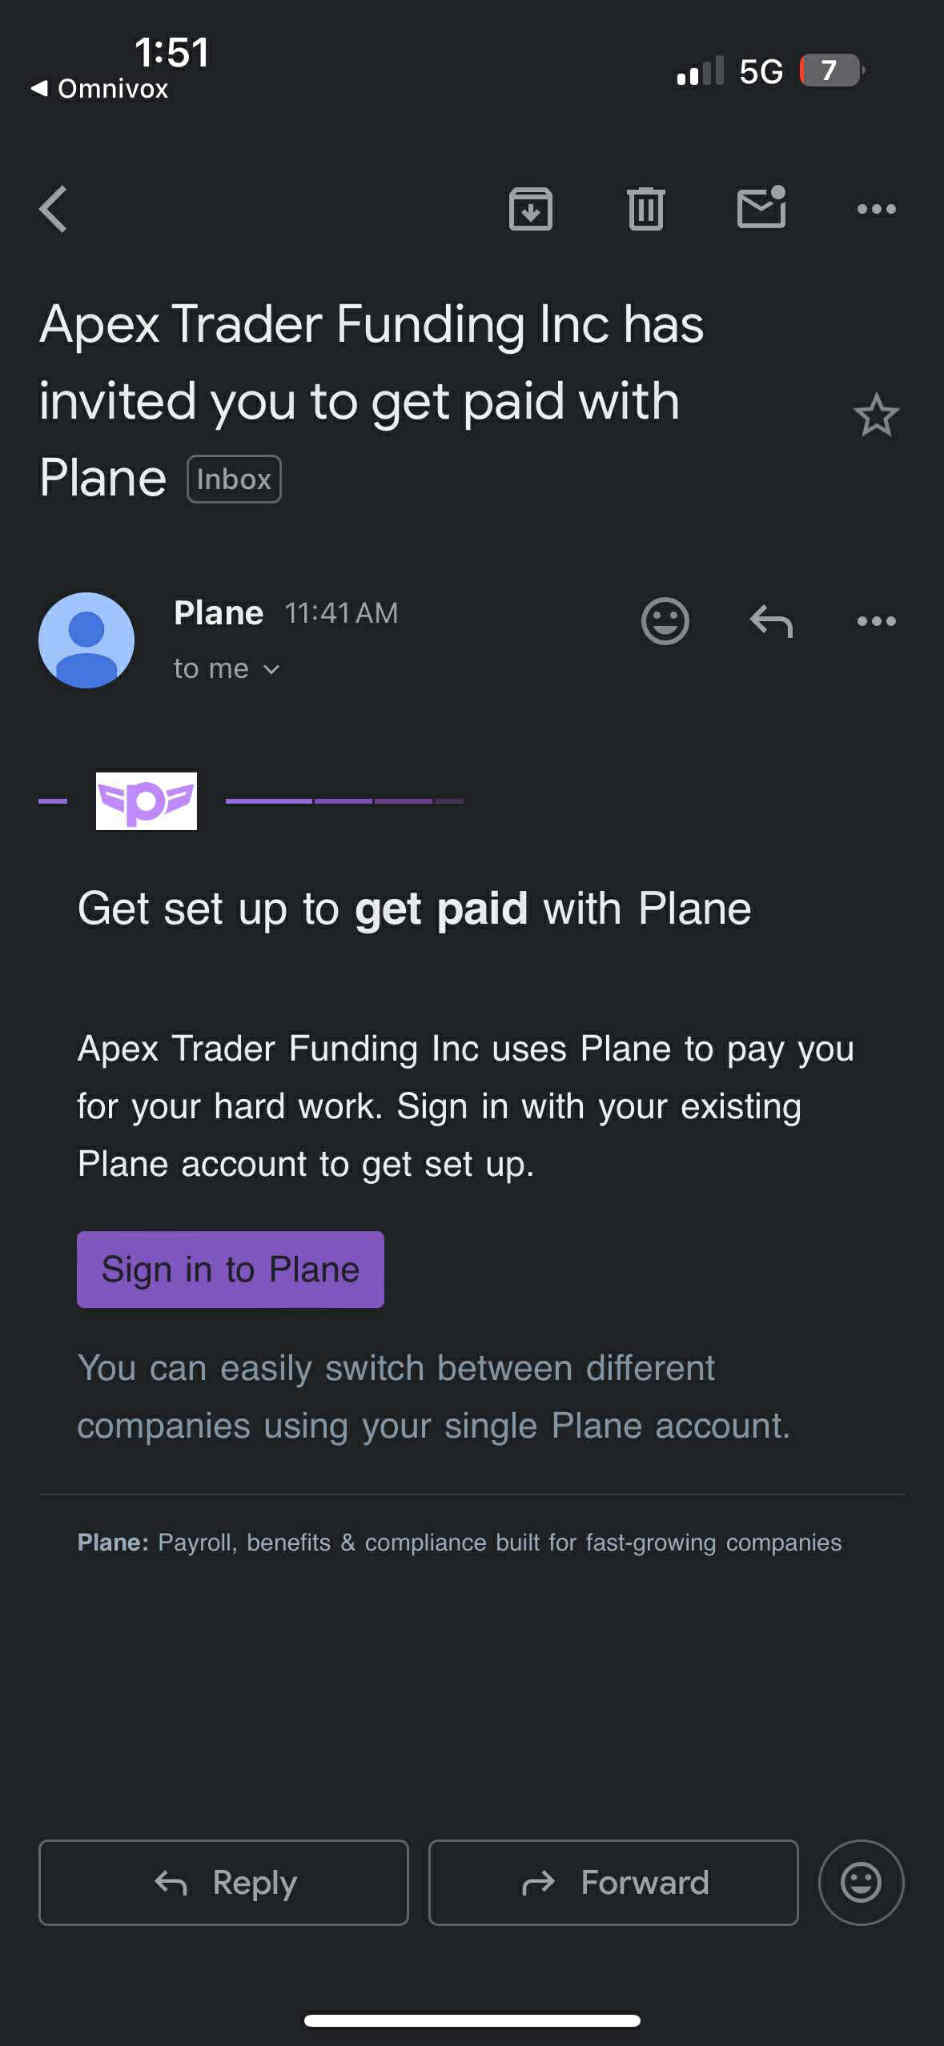 1:51
Omnivox
5G
7
Apex Trader Funding Inc has
invited you to get paid with
Plane Inbox
Plane 11:41 AM
to me
P
Get set up to get paid with Plane
Apex Trader Funding Inc uses Plane to pay you
for your hard work. Sign in with your existing
Plane account to get set up.
Sign in to Plane
You can easily switch between different
companies using your single Plane account.
Plane: Payroll, benefits & compliance built for fast-growing companies
Reply
Forward